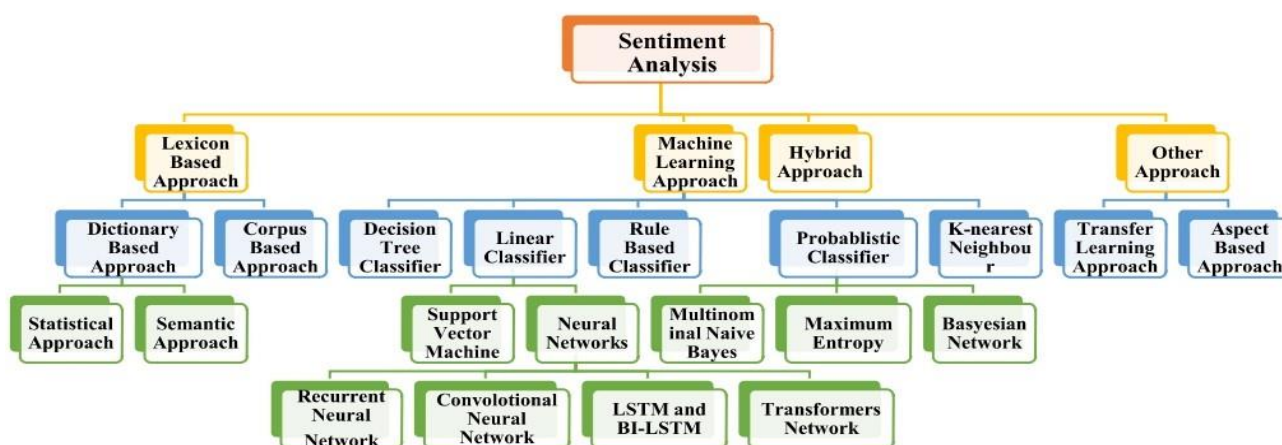 Sentiment
Analysis
Lexicon
Based
Approach
Machine
Learning
Approach
Hybrid
Approach
Other
Approach
Dictionary
Based
Approach
Corpus
Based
Approach
Decision
Tree
Classifier
Linear
Classifier
Rule
Based
Classifier
Probablistic
Classifier
K-nearest
Neighbou
r
Transfer
Learning
Approach
Aspect
Based
Approach
Statistical
Approach
Semantic
Approach
Support
Vector
Machine
Neural
Networks
Multinom
inal Naive
Bayes
Maximum
Entropy
Basyesian
Network
Recurrent
Neural
Network
Convolotional
Neural
Network
LSTM and
BI-LSTM
Transformers
Network